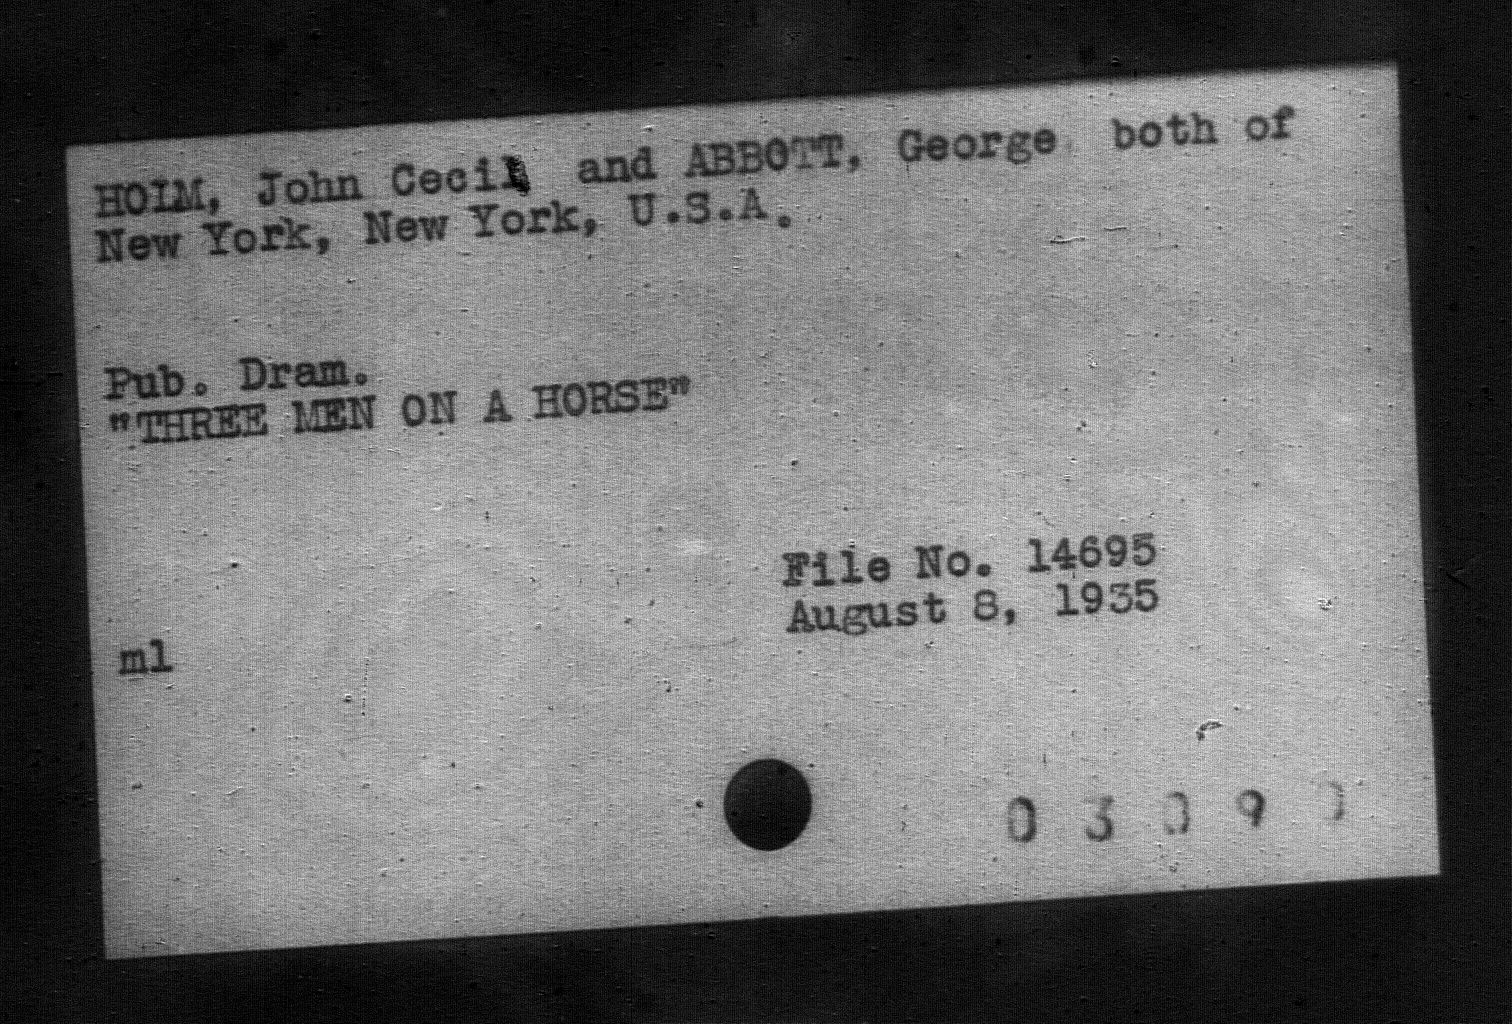 HOLM, John Cecil and ABBOTT, George both of
New York, New York, U.S.A.
Pub. Dram.
"THREE MEN ON A HORSE"
File No. 14695
August 8, 1935
ml